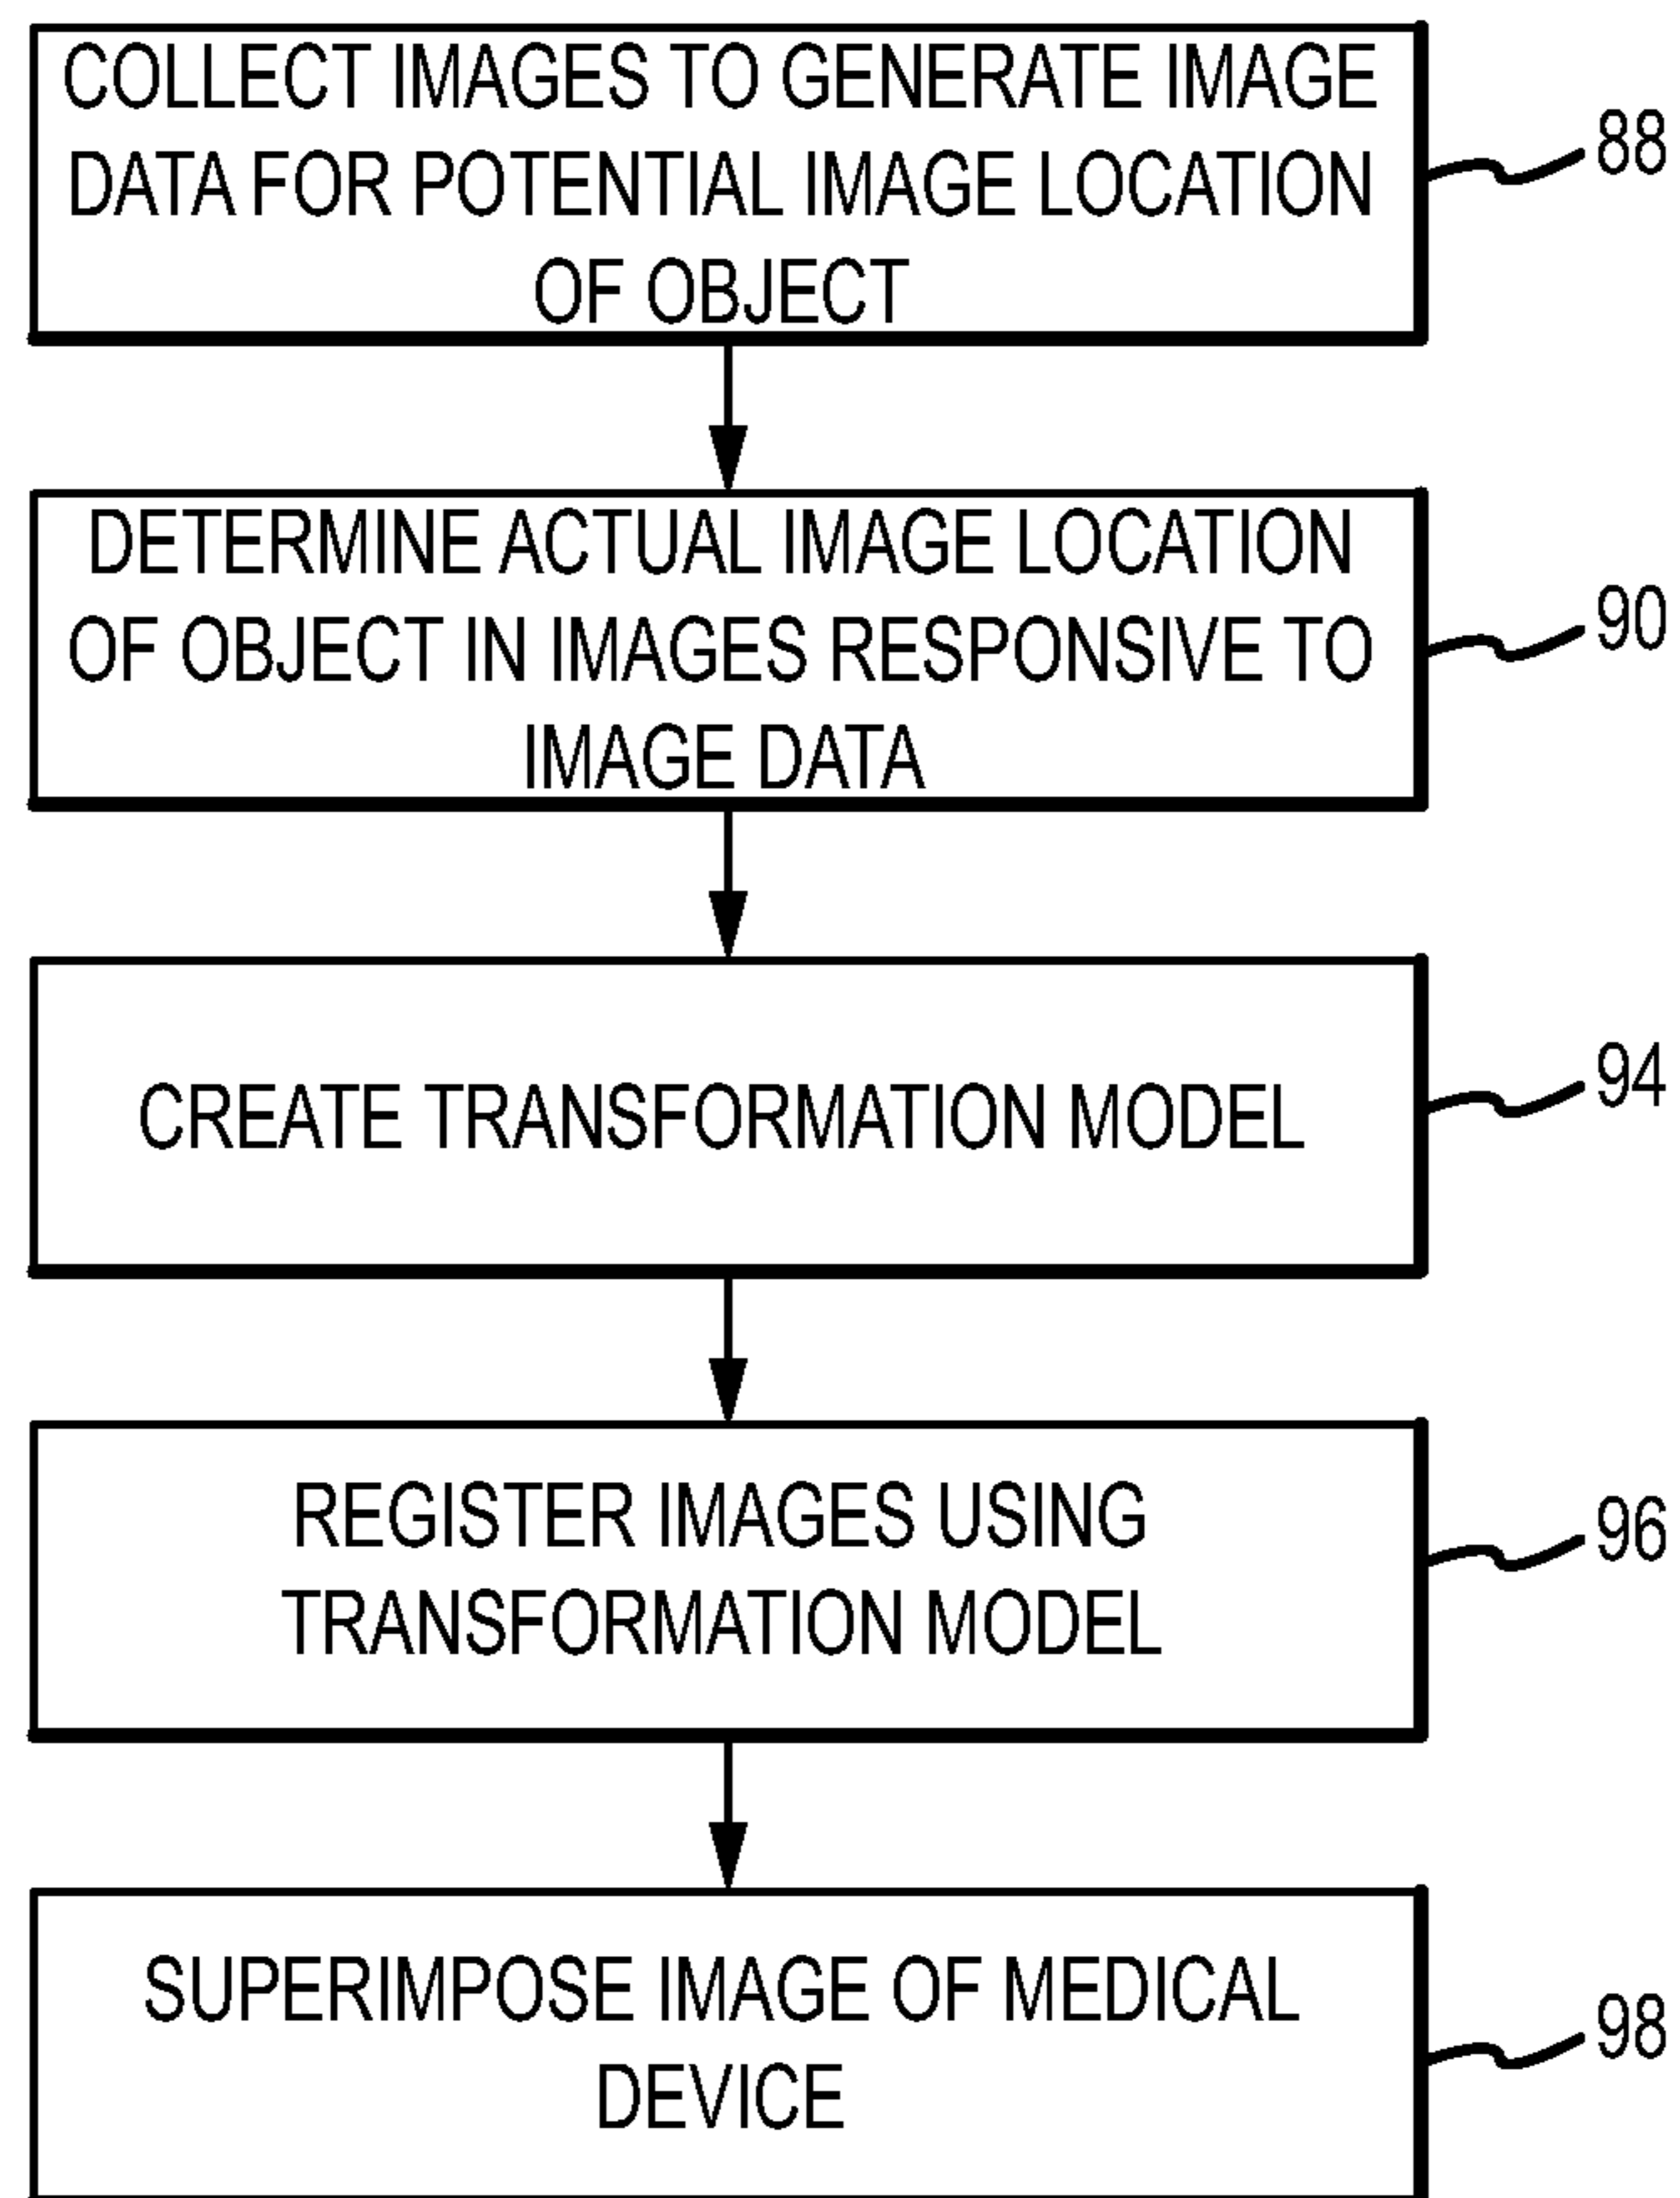 COLLECT IMAGES TO GENERATE IMAGE
DATA FOR POTENTIAL IMAGE LOCATION
OF OBJECT
88
DETERMINE ACTUAL IMAGE LOCATION
OF OBJECT IN IMAGES RESPONSIVE TO
IMAGE DATA
90
CREATE TRANSFORMATION MODEL
94
REGISTER IMAGES USING
TRANSFORMATION MODEL
96
SUPERIMPOSE IMAGE OF MEDICAL
DEVICE
98